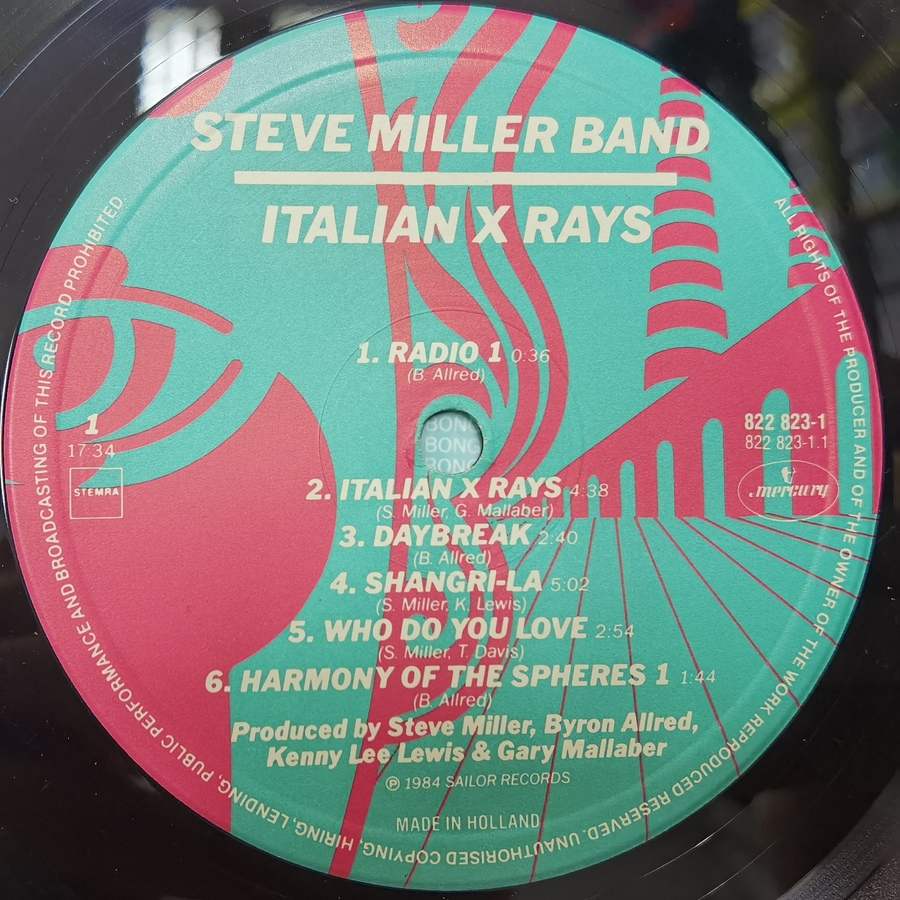 STEVE MILLER BAND
ITALIAN X RAYS
1. RADIO 1 0:36
(B. Allred)
1
17:34
STEMRA
822 823-1
822 823-1.1
mercury
BONG
BONG
BONG
2. ITALIAN X RAYS 4:38
(S. Miller, G. Mallaber)
3. DAYBREAK 2:40
(B. Allred)
4. SHANGRI-LA 5:02
(S. Miller, K. Lewis)
5. WHO DO YOU LOVE 2:54
(S. Miller, T. Davis)
6. HARMONY OF THE SPHERES 1 1:44
(B. Allred)
Produced by Steve Miller, Byron Allred,
Kenny Lee Lewis & Gary Mallaber
℗ 1984 SAILOR RECORDS
MADE IN HOLLAND
ALL RIGHTS OF THE PRODUCER AND OF THE OWNER OF THE WORK REPRODUCED RESERVED. UNAUTHORISED COPYING, HIRING, LENDING, PUBLIC PERFORMANCE AND BROADCASTING OF THIS RECORD PROHIBITED.